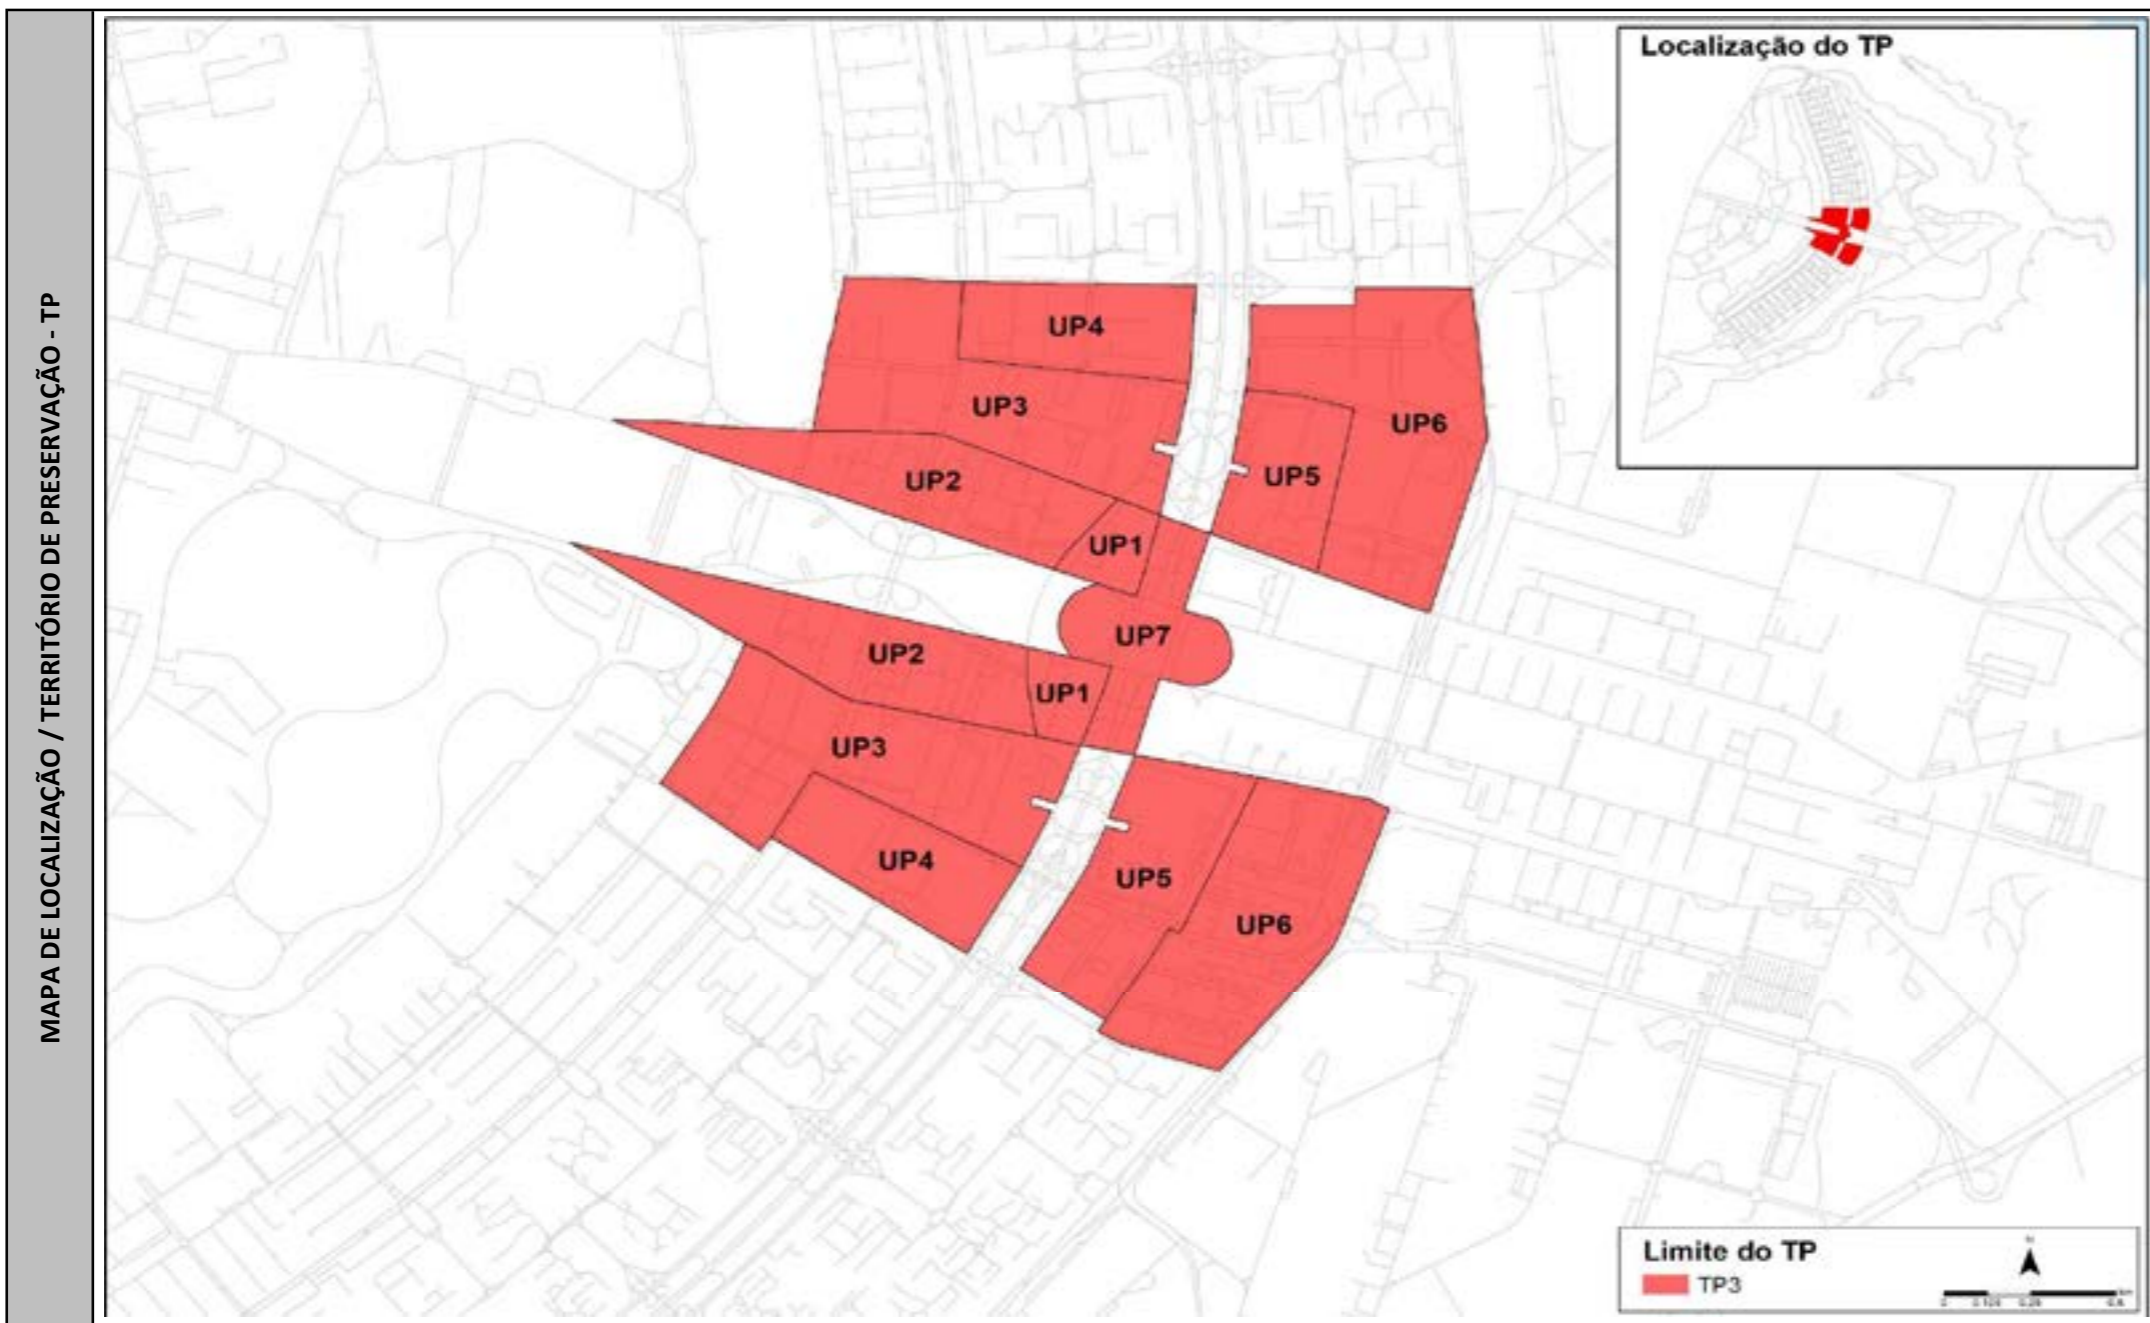 MAPA DE LOCALIZAÇÃO / TERRITÓRIO DE PRESERVAÇÃO - TP
Localização do TP
UP4
UP3
UP6
UP5
UP2
UP1
UP7
UP2
UP1
UP3
UP4
UP5
UP6
Limite do TP
TP3
N